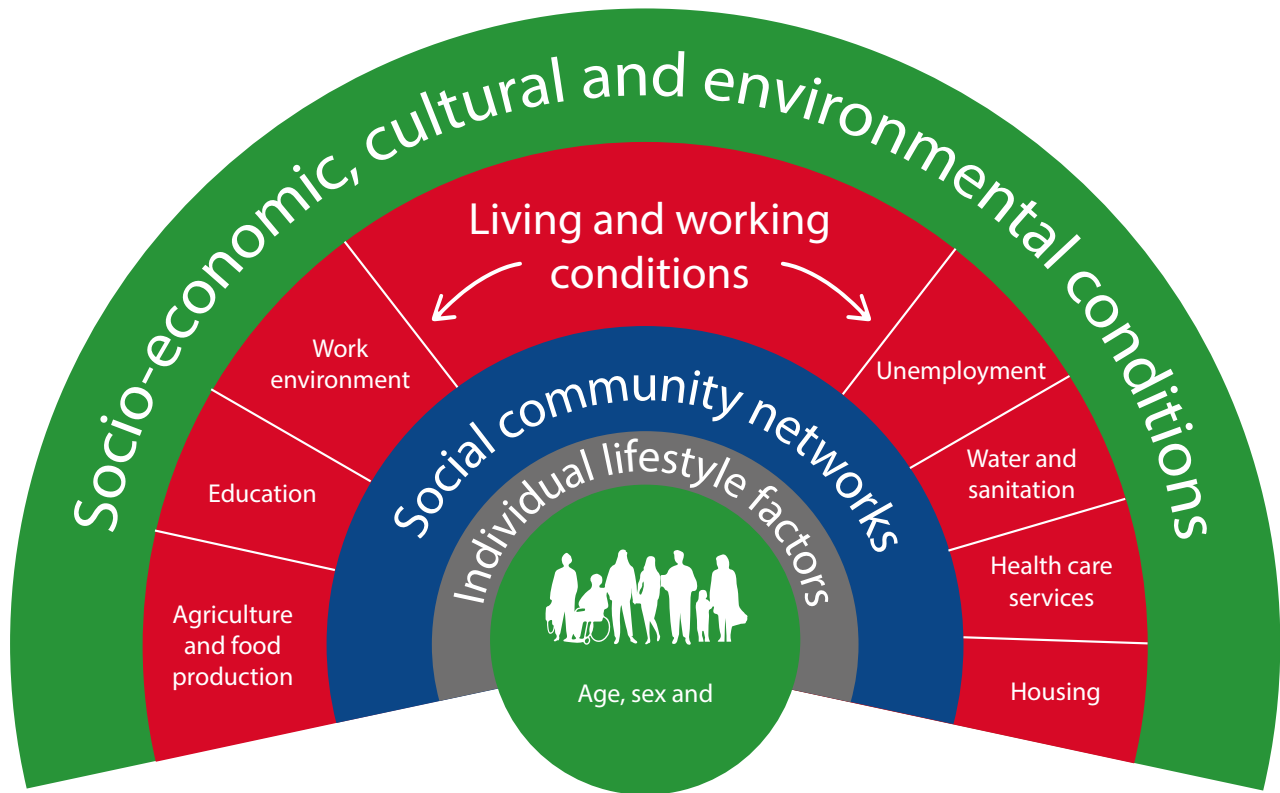 Socio-economic, cultural and environmental conditions
Living and working
conditions
Work
environment
Unemployment
Education
Water and
sanitation
Agriculture
and food
production
Health care
services
Housing
Social community networks
Individual lifestyle factors
Age, sex and